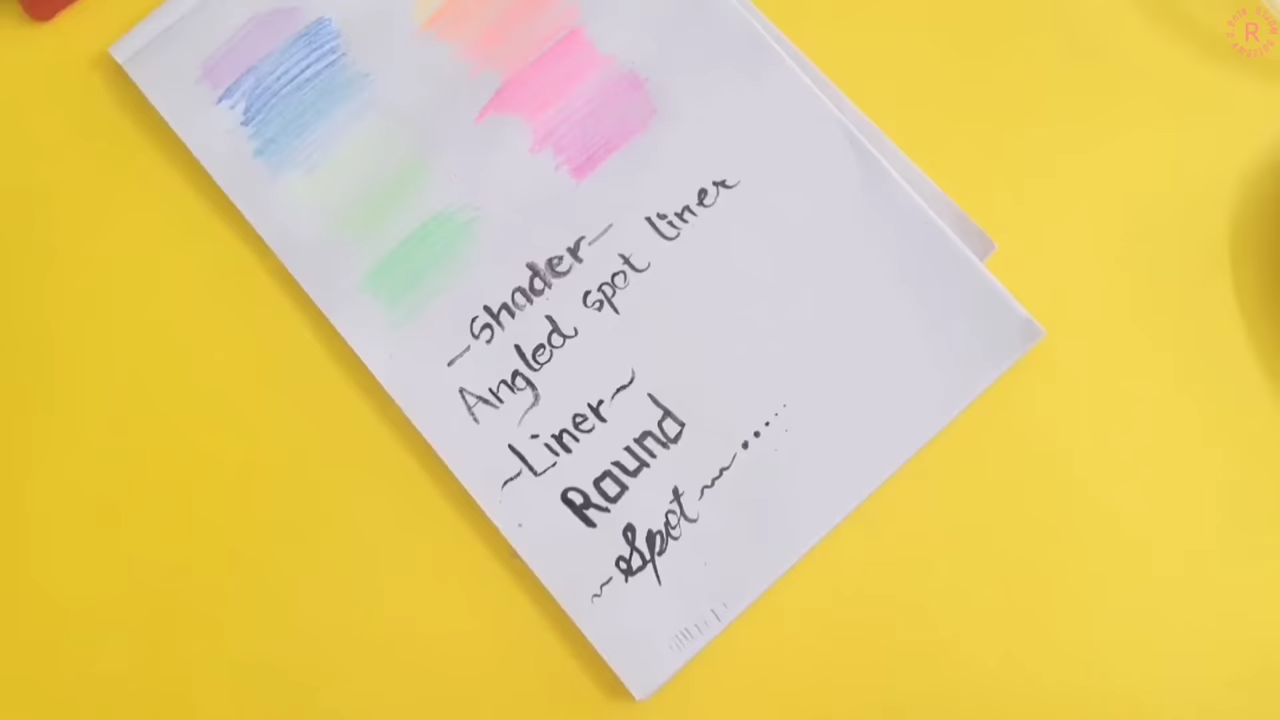 -Shader-
Angled spot liner
~Liner~
Round
~Spot~.....
R